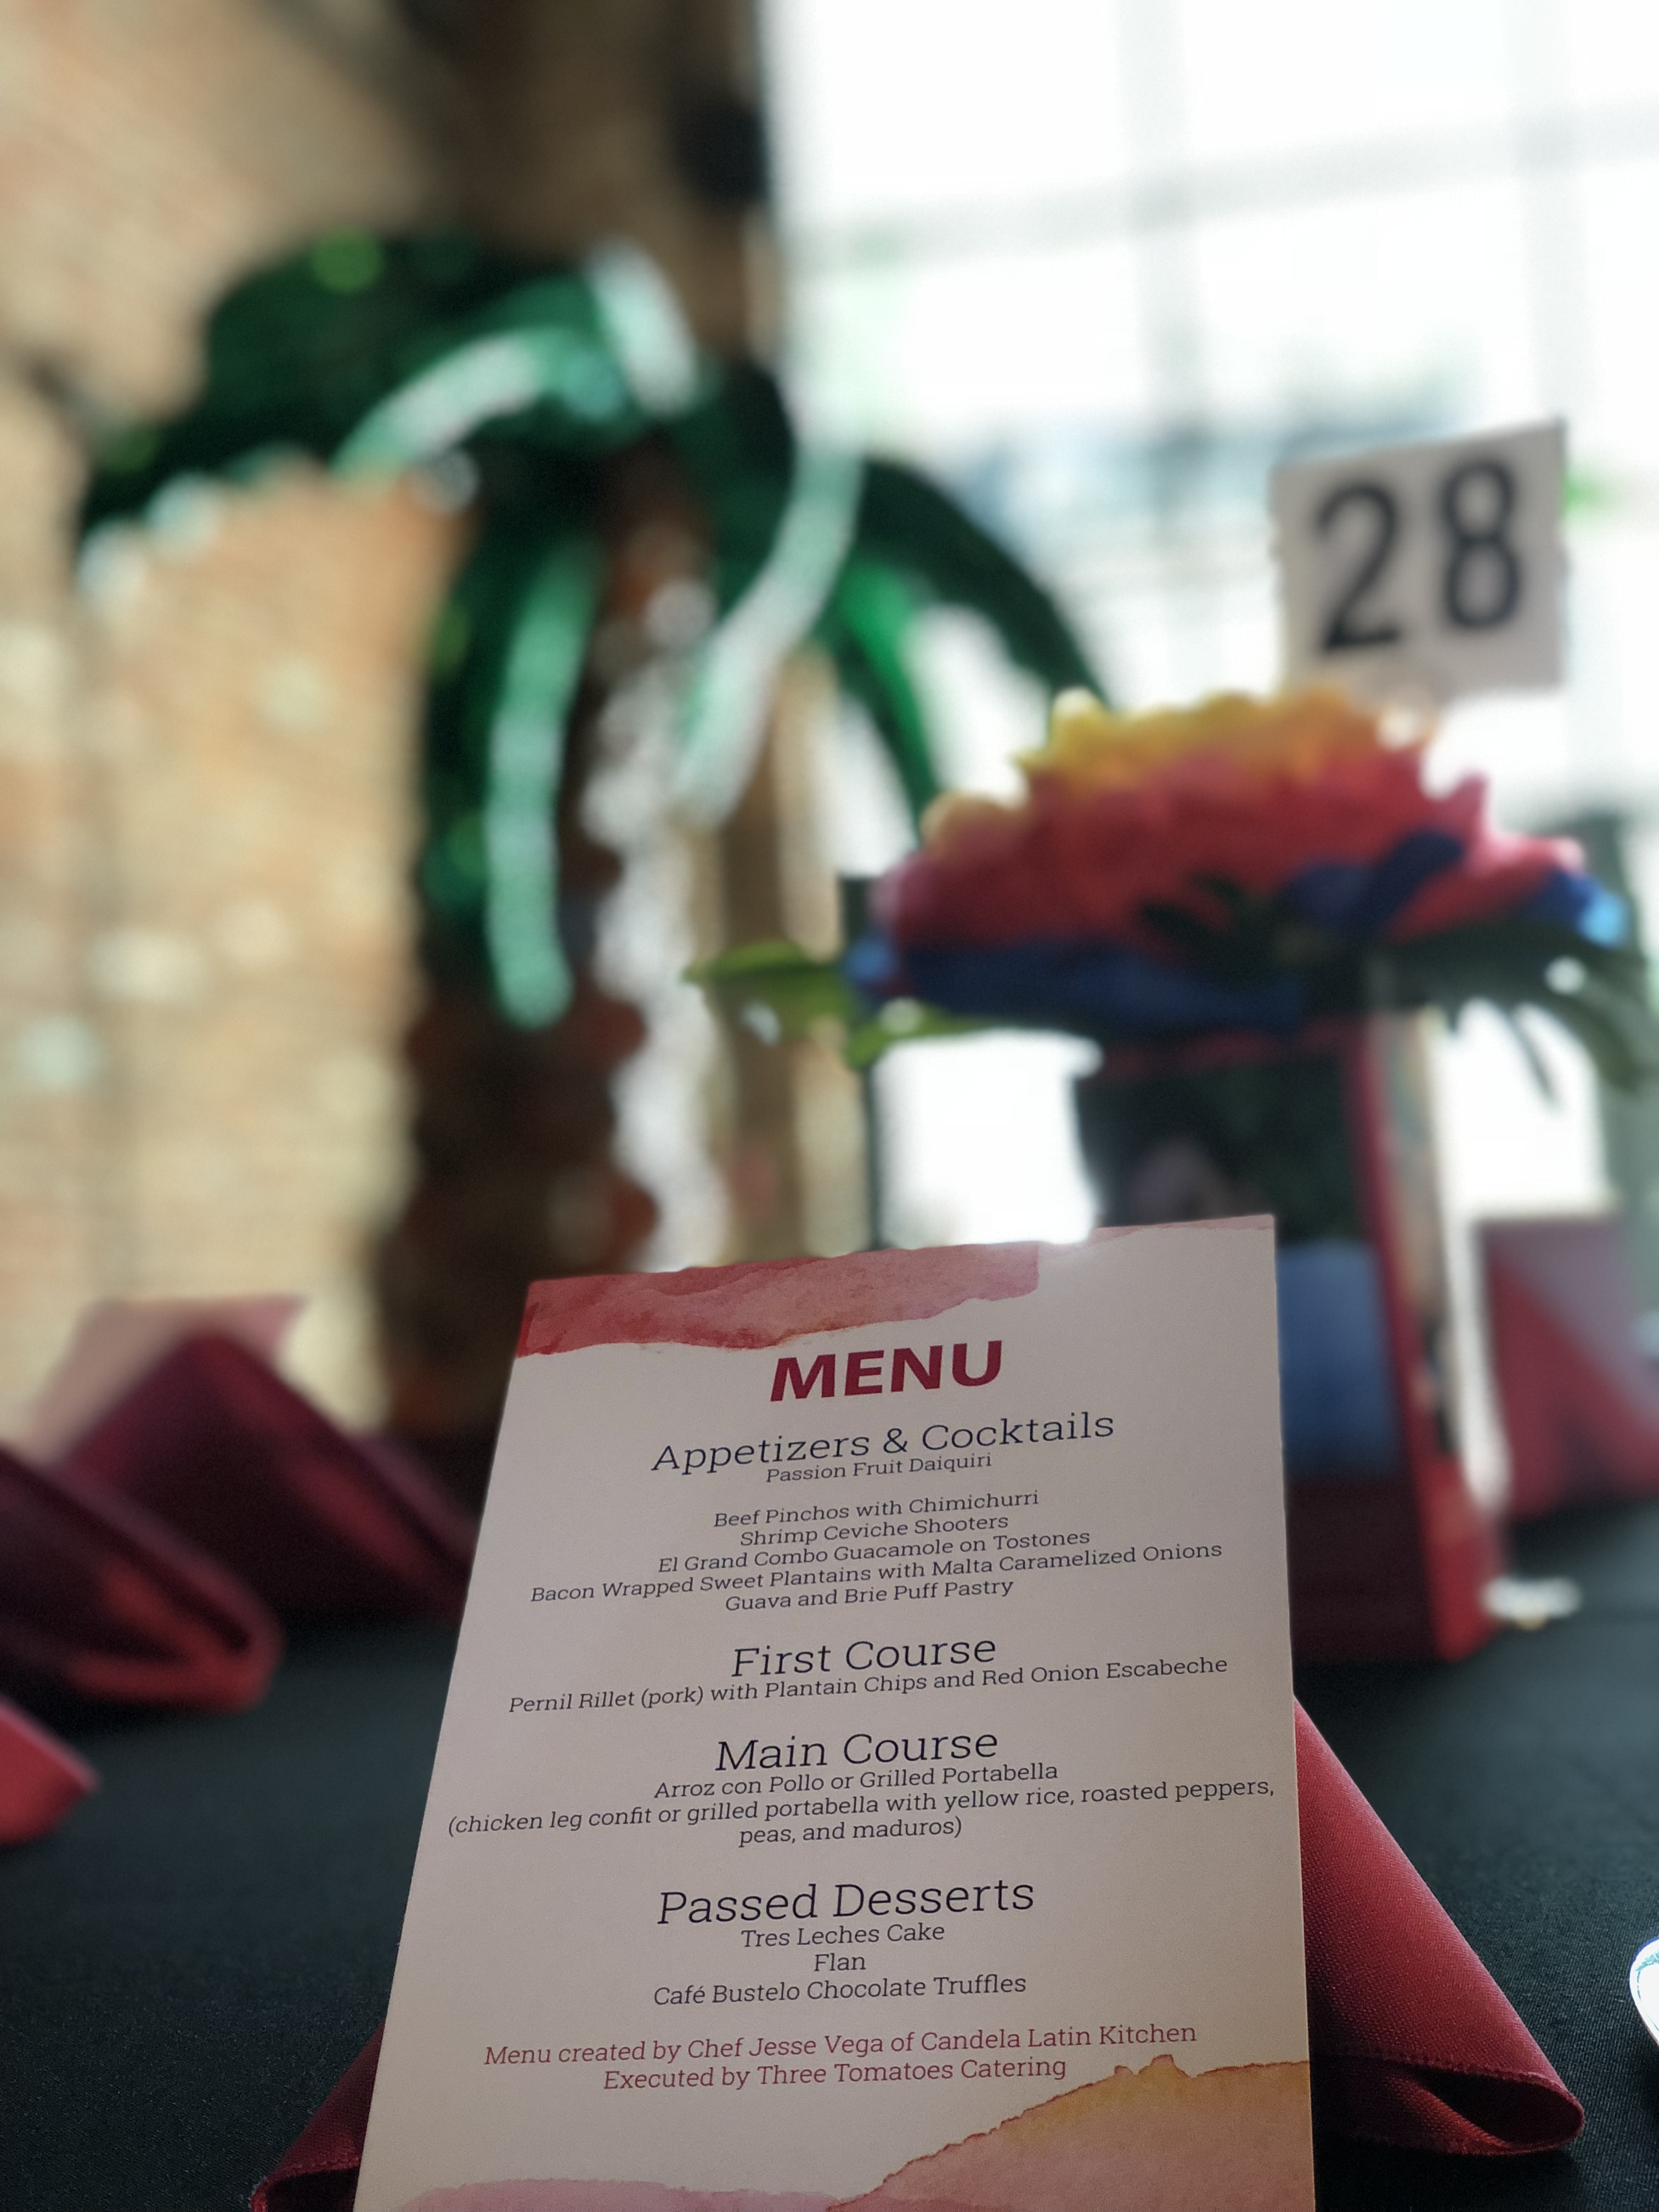 28
MENU
Appetizers & Cocktails
Passion Fruit Daiquiri
Beef Pinchos with Chimichurri
Shrimp Ceviche Shooters
El Grand Combo Guacamole on Tostones
Bacon Wrapped Sweet Plantains with Malta Caramelized Onions
Guava and Brie Puff Pastry
First Course
Pernil Rillet (pork) with Plantain Chips and Red Onion Escabeche
Main Course
Arroz con Pollo or Grilled Portabella
(chicken leg confit or grilled portabella with yellow rice, roasted peppers,
peas, and maduros)
Passed Desserts
Tres Leches Cake
Flan
Café Bustelo Chocolate Truffles
Menu created by Chef Jesse Vega of Candela Latin Kitchen
Executed by Three Tomatoes Catering